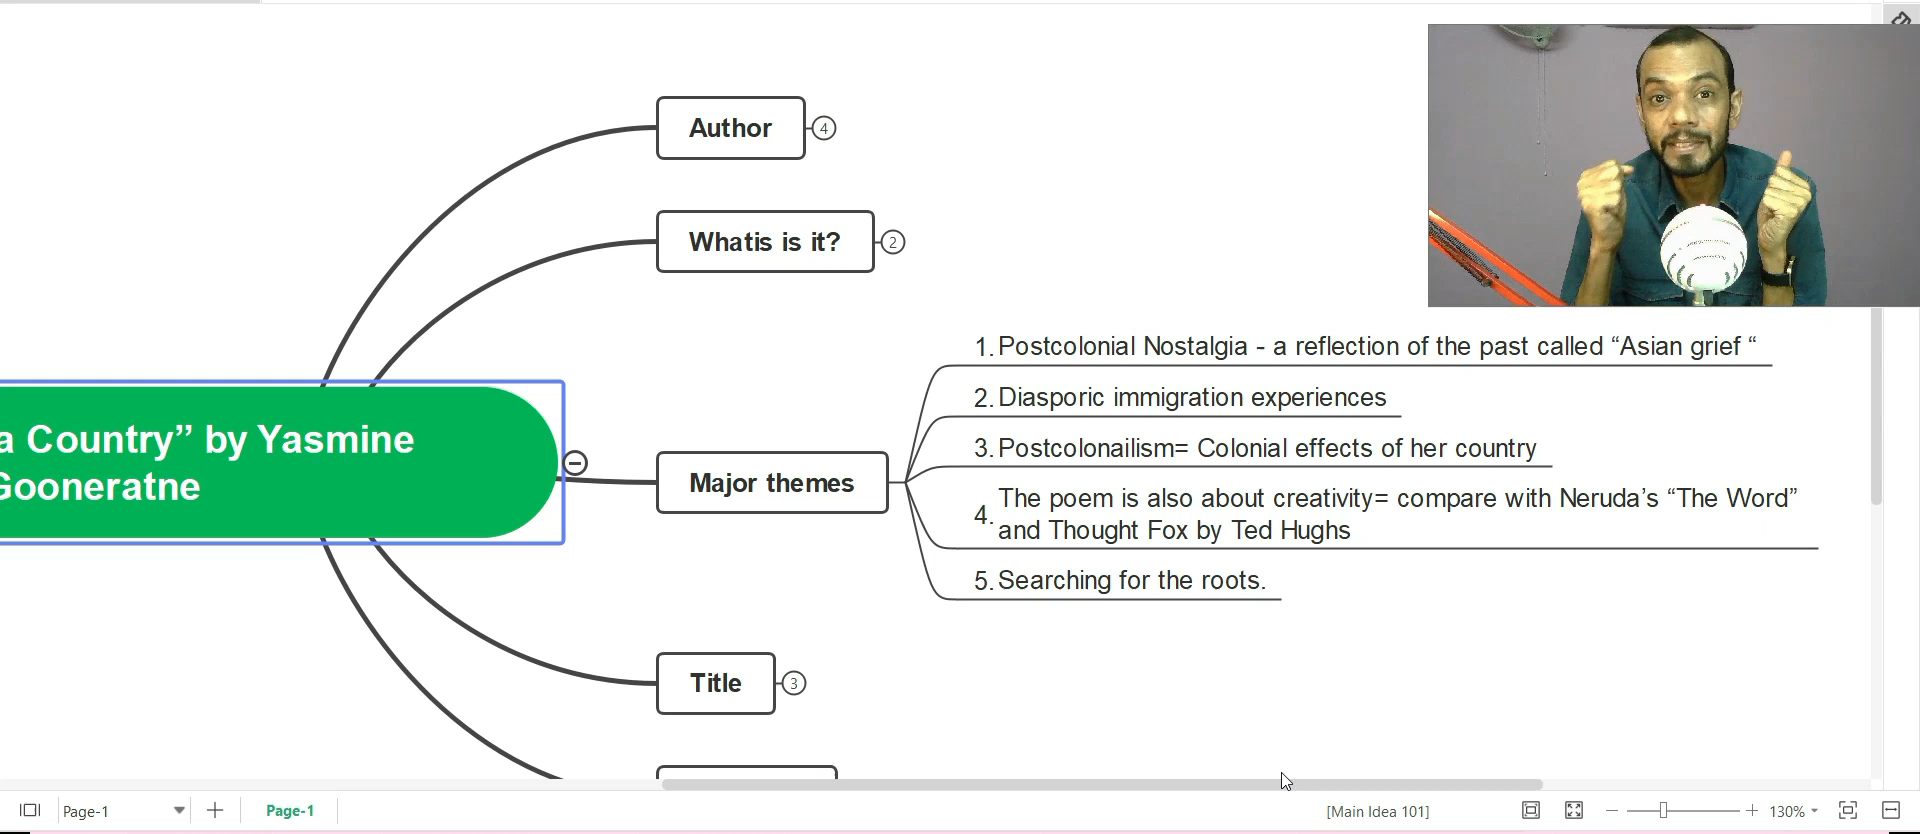 Author
4
Whatis is it?
2
1. Postcolonial Nostalgia - a reflection of the past called “Asian grief “
2. Diasporic immigration experiences
a Country” by Yasmine
Gooneratne
3. Postcolonailism= Colonial effects of her country
Major themes
4. The poem is also about creativity= compare with Neruda’s “The Word”
and Thought Fox by Ted Hughs
5. Searching for the roots.
Title
3
Page-1
Page-1
[Main Idea 101]
130%